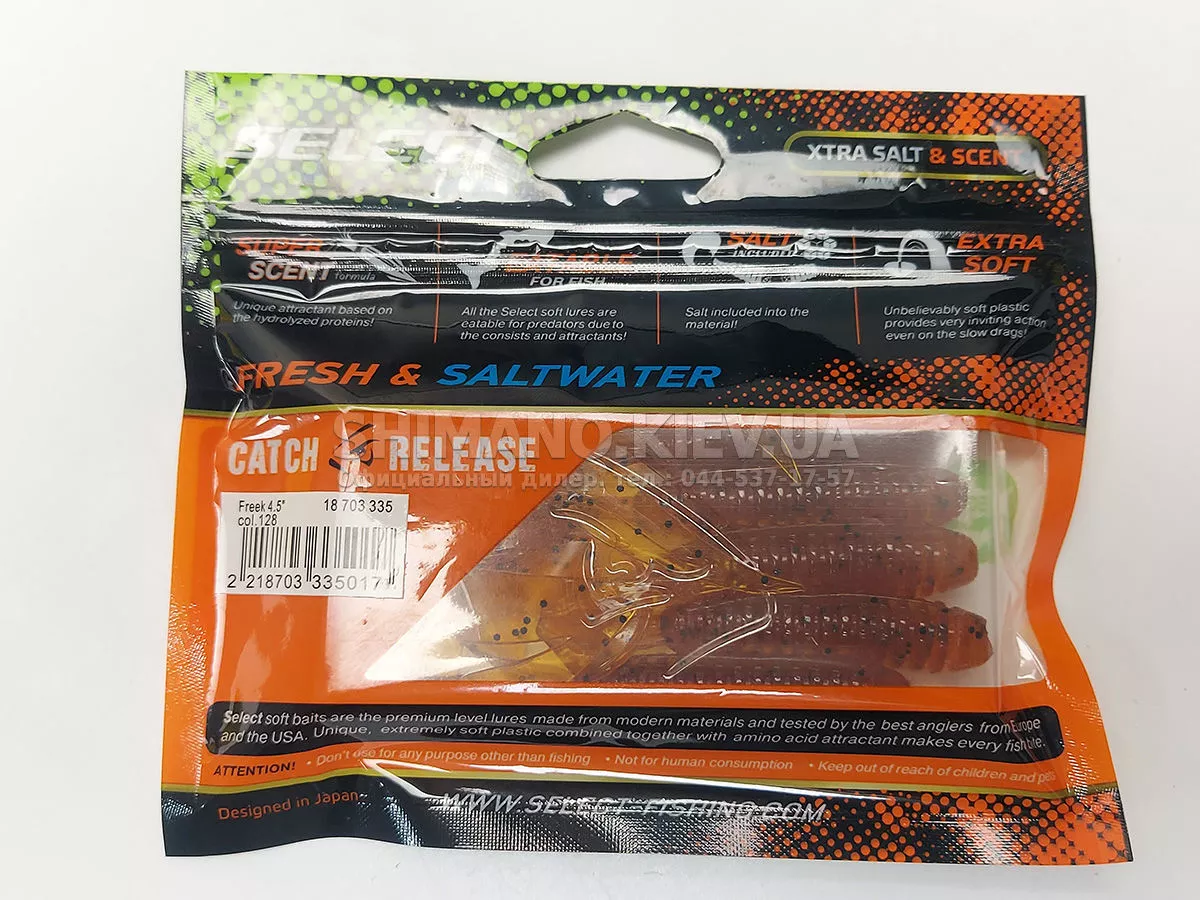 SELECT
XTRA SALT & SCENT
SUPER
SCENT formula
Unique attractant based on
the hydrolyzed proteins!
EATABLE
FOR FISH
All the Select soft lures are
eatable for predators due to
the consists and attractants!
SALT
INCLUDED
Salt included into the
material!
EXTRA
SOFT
Unbelievably soft plastic
provides very inviting action
even on the slow drags!
FRESH & SALTWATER
SHIMANO.KIEV.UA
Официальный дилер. тел.: 044-537-17-57
CATCH & RELEASE
Freek 4.5" 18 703 335
col.128
2 218703 335017
Select soft baits are the premium level lures made from modern materials and tested by the best anglers from Europe
and the USA. Unique, extremely soft plastic combined together with amino acid attractant makes every fish bite.
ATTENTION! • Don't use for any purpose other than fishing • Not for human consumption • Keep out of reach of children and pets
Designed in Japan
WWW.SELECT-FISHING.COM